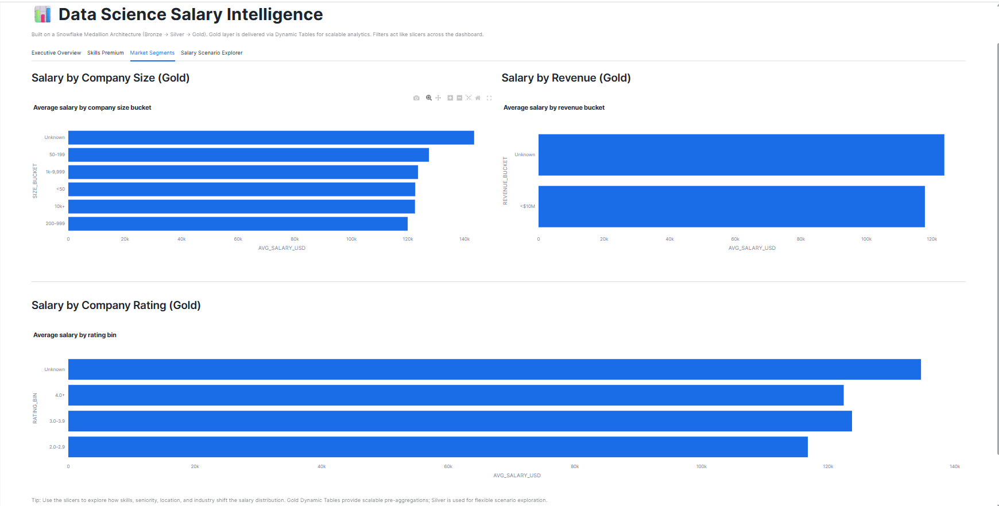 Data Science Salary Intelligence
Built on a Snowflake Medallion Architecture (Bronze → Silver → Gold). Gold layer is delivered via Dynamic Tables for scalable analytics. Filters act like slicers across the dashboard.
Executive Overview Skills Premium Market Segments Salary Scenario Explorer
Salary by Company Size (Gold)
Average salary by company size bucket
SIZE_BUCKET
Unknown
50-199
1k-9,999
<50
10k+
200-999
0 20k 40k 60k 80k 100k 120k 140k
AVG_SALARY_USD
Salary by Revenue (Gold)
Average salary by revenue bucket
REVENUE_BUCKET
Unknown
<$10M
0 20k 40k 60k 80k 100k 120k
AVG_SALARY_USD
Salary by Company Rating (Gold)
Average salary by rating bin
RATING_BIN
Unknown
4.0+
3.0-3.9
2.0-2.9
0 20k 40k 60k 80k 100k 120k 140k
AVG_SALARY_USD
Tip: Use the slicers to explore how skills, seniority, location, and industry shift the salary distribution. Gold Dynamic Tables provide scalable pre-aggregations; Silver is used for flexible scenario exploration.